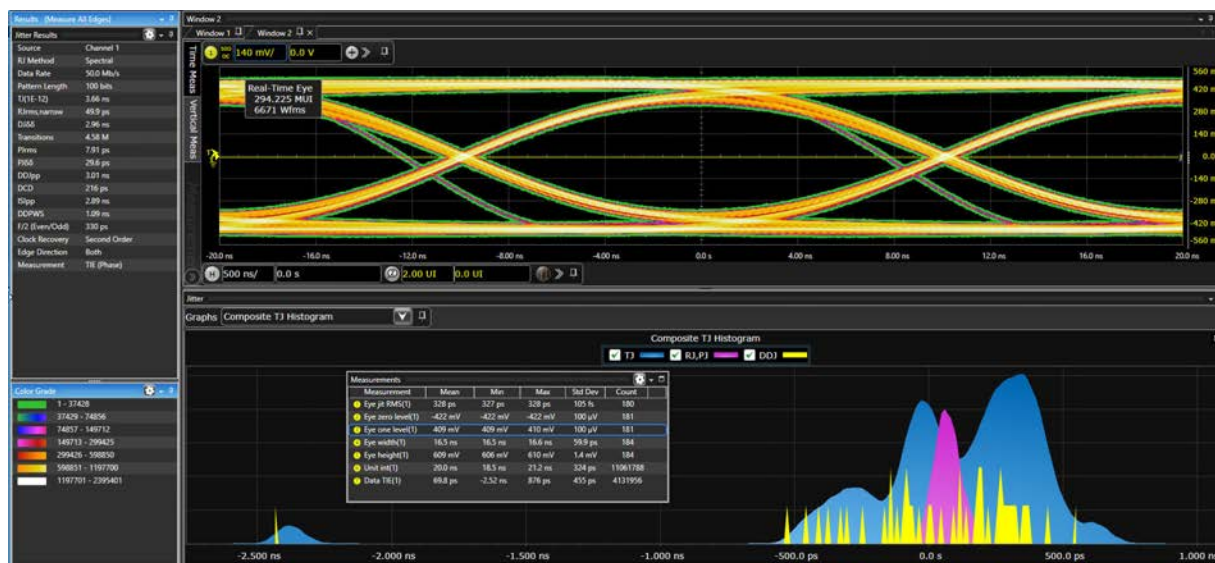 Results (Measure All Edges)
Jitter Results
Source Channel 1
RJ Method Spectral
Data Rate 50.0 Mb/s
Pattern Length 100 bits
TJ(1E-12) 3.66 ns
RJrms,narrow 49.9 ps
DJδδ 2.96 ns
Transitions 4.58 M
PJrms 7.91 ps
PJδδ 29.6 ps
DDJpp 3.01 ns
DCD 216 ps
ISIpp 2.89 ns
DDPWS 1.09 ns
F/2 (Even/Odd) 330 ps
Clock Recovery Second Order
Edge Direction Both
Measurement TIE (Phase)
Color Grade
1 - 37428
37429 - 74856
74857 - 149712
149713 - 299425
299426 - 598850
598851 - 1197700
1197701 - 2395401
Window 2
Window 1 Window 2
1 50Ω DC 140 mV/ 0.0 V
Time Meas
Vertical Meas
Real-Time Eye
294.225 MUI
6671 Wfms
560 m
420 m
280 m
140 m
0.0
-140 m
-280 m
-420 m
-560 m
-20.0 ns -16.0 ns -12.0 ns -8.00 ns -4.00 ns 0.0 s 4.00 ns 8.00 ns 12.0 ns 16.0 ns 20.0 ns
H 500 ns/ 0.0 s 2.00 UI 0.0 UI
Jitter
Graphs Composite TJ Histogram
Composite TJ Histogram
TJ RJ,PJ DDJ
Measurements
Measurement Mean Min Max Std Dev Count
Eye jit RMS(1) 328 ps 327 ps 328 ps 105 fs 180
Eye zero level(1) -422 mV -422 mV -422 mV 100 µV 181
Eye one level(1) 409 mV 409 mV 410 mV 100 µV 181
Eye width(1) 16.5 ns 16.5 ns 16.6 ns 59.9 ps 184
Eye height(1) 609 mV 606 mV 610 mV 1.4 mV 184
Unit int(1) 20.0 ns 18.5 ns 21.2 ns 324 ps 11061788
Data TIE(1) 69.8 ps -2.52 ns 876 ps 455 ps 4131956
-2.500 ns -2.000 ns -1.500 ns -1.000 ns -500.0 ps 0.0 s 500.0 ps 1.000 n